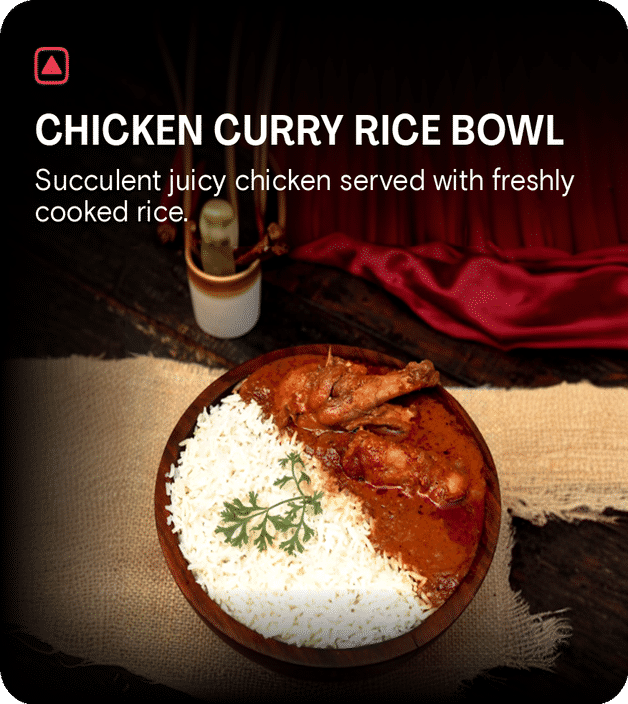 CHICKEN CURRY RICE BOWL
Succulent juicy chicken served with freshly
cooked rice.